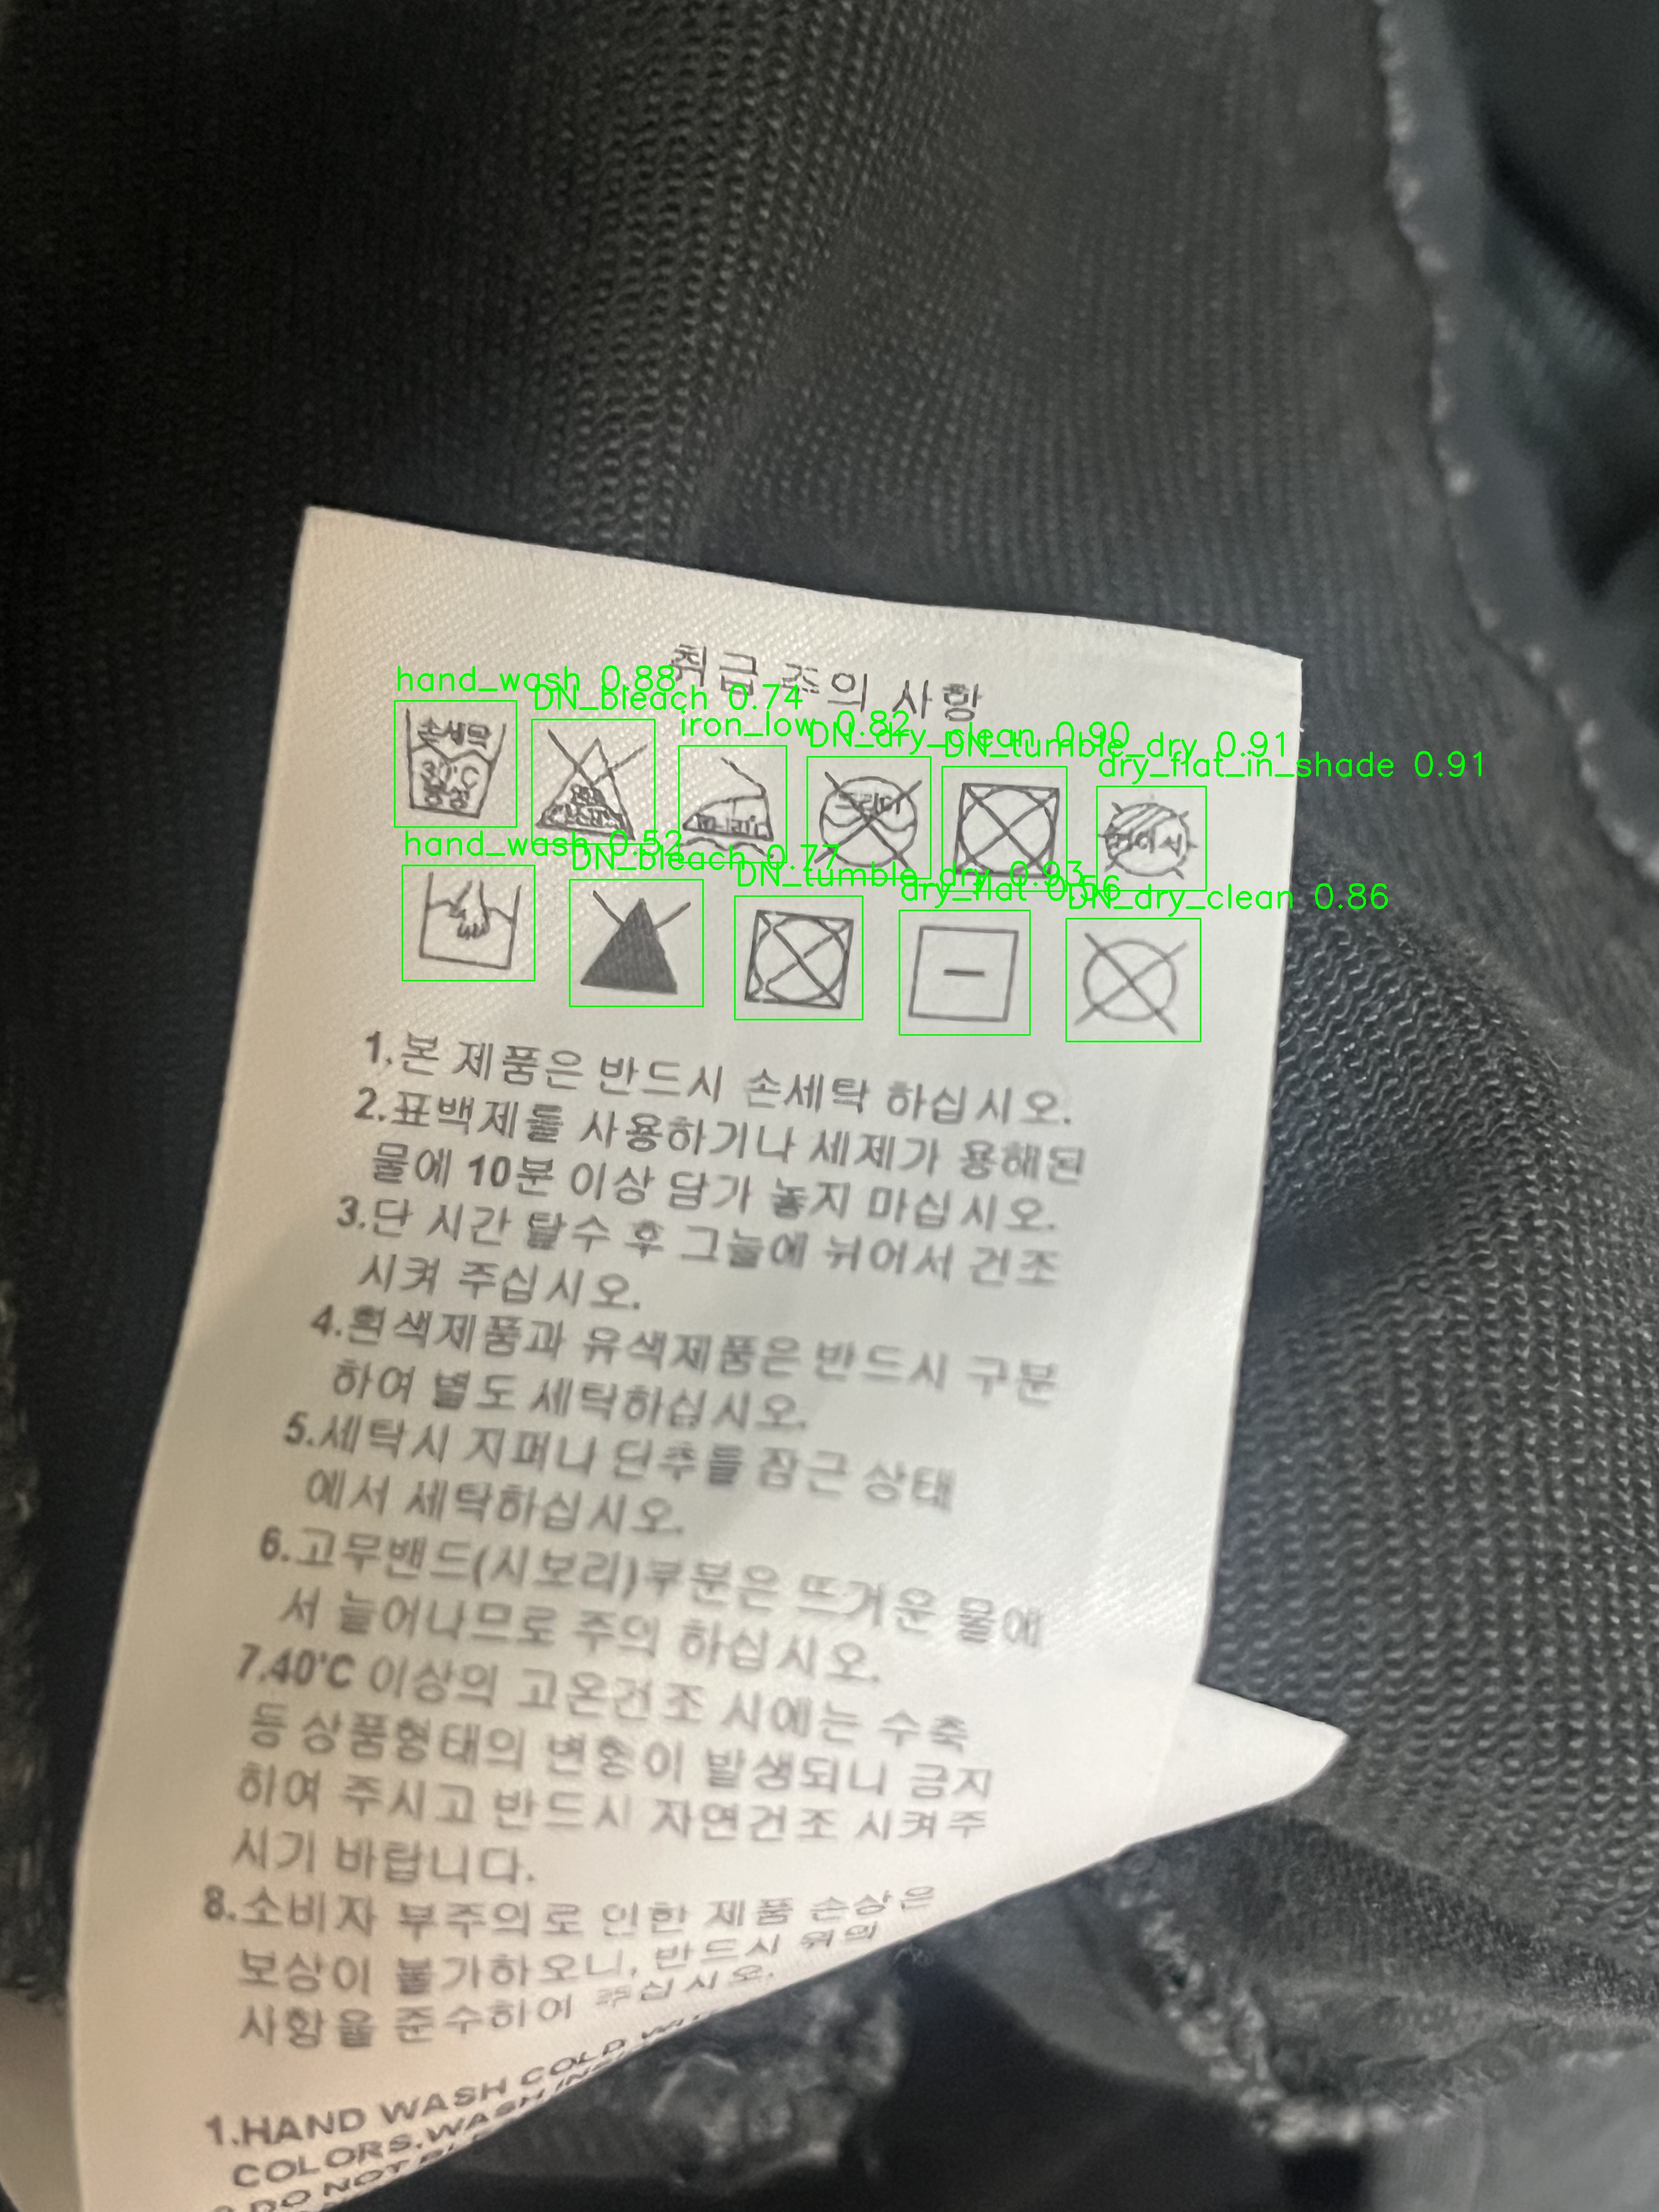 취급 주의 사항
hand_wash 0.88
DN_bleach 0.74
iron_low 0.82
DN_dry_clean 0.90
DN_tumble_dry 0.91
dry_flat_in_shade 0.91
손세탁
30°C
중성
드라이
뉘어서
hand_wash 0.52
DN_bleach 0.77
DN_tumble_dry 0.93
dry_flat 0.56
DN_dry_clean 0.86
1.본 제품은 반드시 손세탁 하십시오.
2.표백제를 사용하거나 세제가 용해된
물에 10분 이상 담가 놓지 마십시오.
3.단 시간 탈수 후 그늘에 뉘어서 건조
시켜 주십시오.
4.흰색제품과 유색제품은 반드시 구분
하여 별도 세탁하십시오.
5.세탁시 지퍼나 단추를 잠근 상태
에서 세탁하십시오.
6.고무밴드(시보리)부분은 뜨거운 물에
서 늘어나므로 주의 하십시오.
7.40°C 이상의 고온건조 시에는 수축
등 상품형태의 변형이 발생되니 금지
하여 주시고 반드시 자연건조 시켜주
시기 바랍니다.
8.소비자 부주의로 인한 제품 손상은
보상이 불가하오니, 반드시 위의
사항을 준수하여 주십시오.
1.HAND WASH COLD
COLORS.WASH
DO NOT